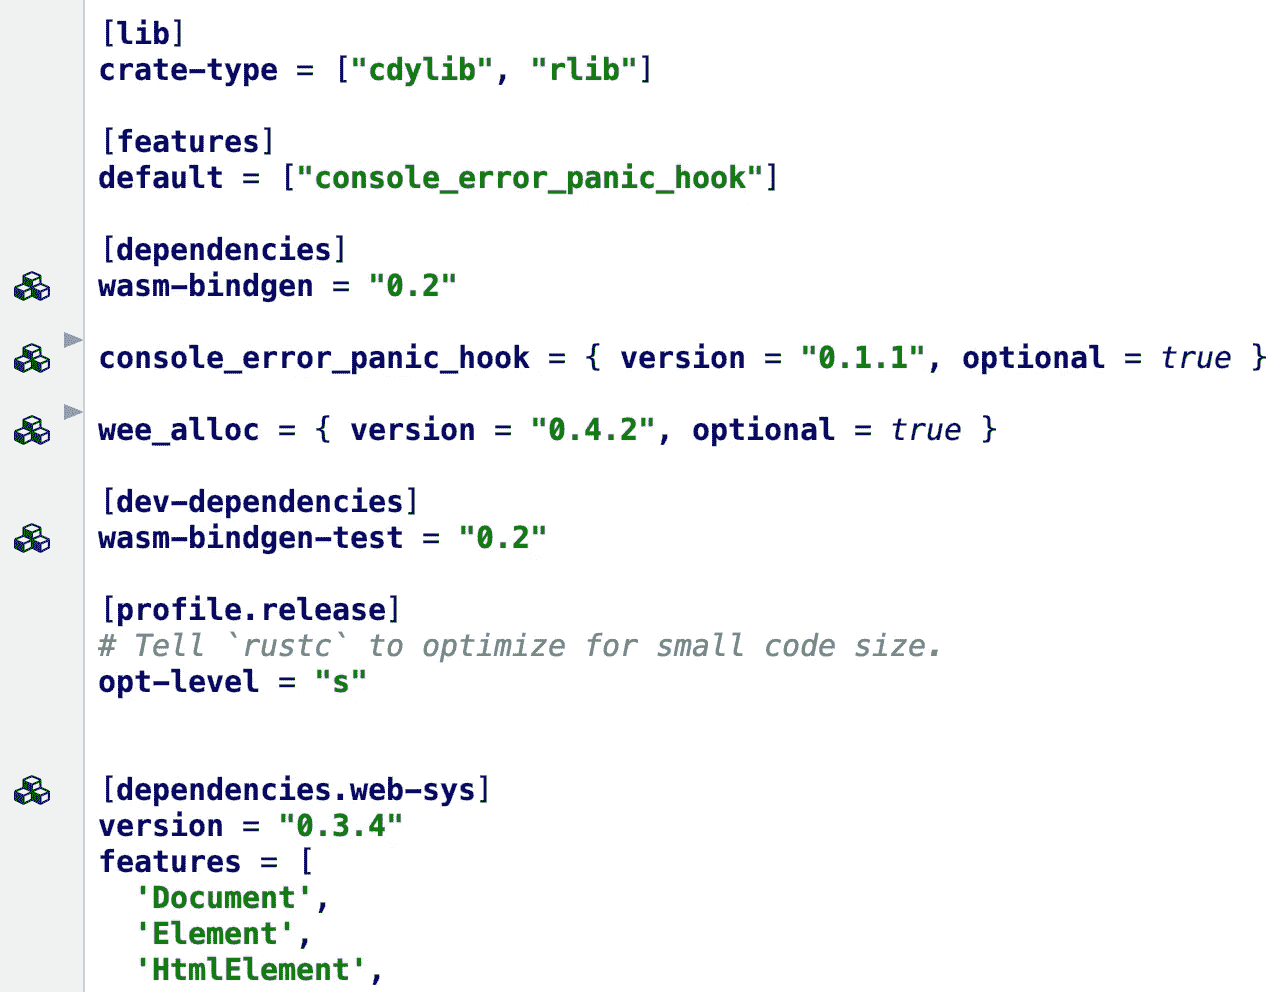 [lib]
crate-type = ["cdylib", "rlib"]
[features]
default = ["console_error_panic_hook"]
[dependencies]
wasm-bindgen = "0.2"
console_error_panic_hook = { version = "0.1.1", optional = true }
wee_alloc = { version = "0.4.2", optional = true }
[dev-dependencies]
wasm-bindgen-test = "0.2"
[profile.release]
# Tell `rustc` to optimize for small code size.
opt-level = "s"
[dependencies.web-sys]
version = "0.3.4"
features = [
  'Document',
  'Element',
  'HtmlElement',